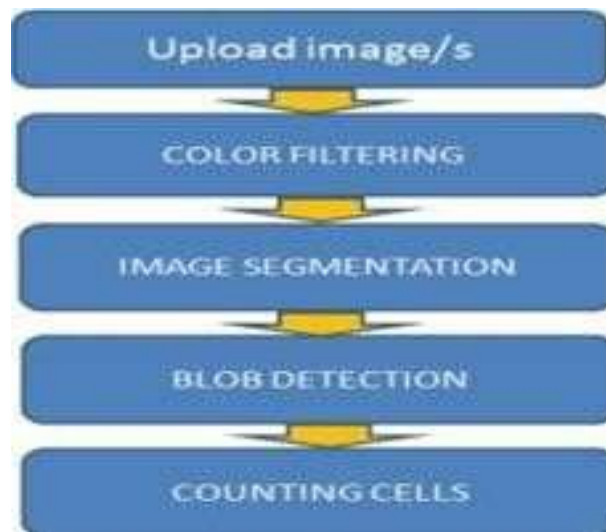 Upload image/s
COLOR FILTERING
IMAGE SEGMENTATION
BLOB DETECTION
COUNTING CELLS